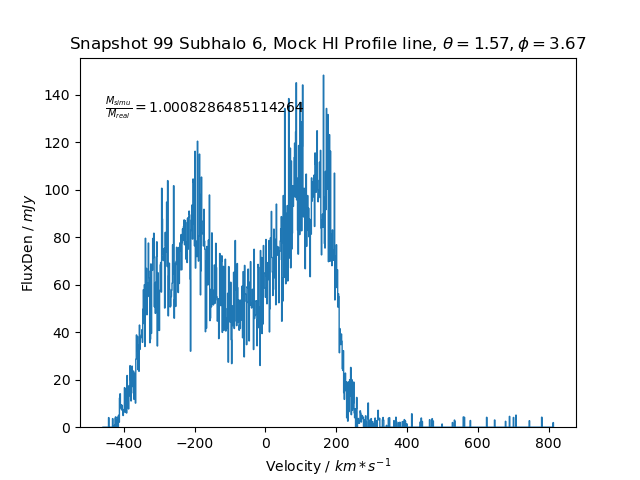 Snapshot 99 Subhalo 6, Mock HI Profile line, θ = 1.57, ϕ = 3.67
M_simu/M_real = 1.0008286485114264
FluxDen / mJy
140
120
100
80
60
40
20
0
−400 −200 0 200 400 600 800
Velocity / km * s⁻¹